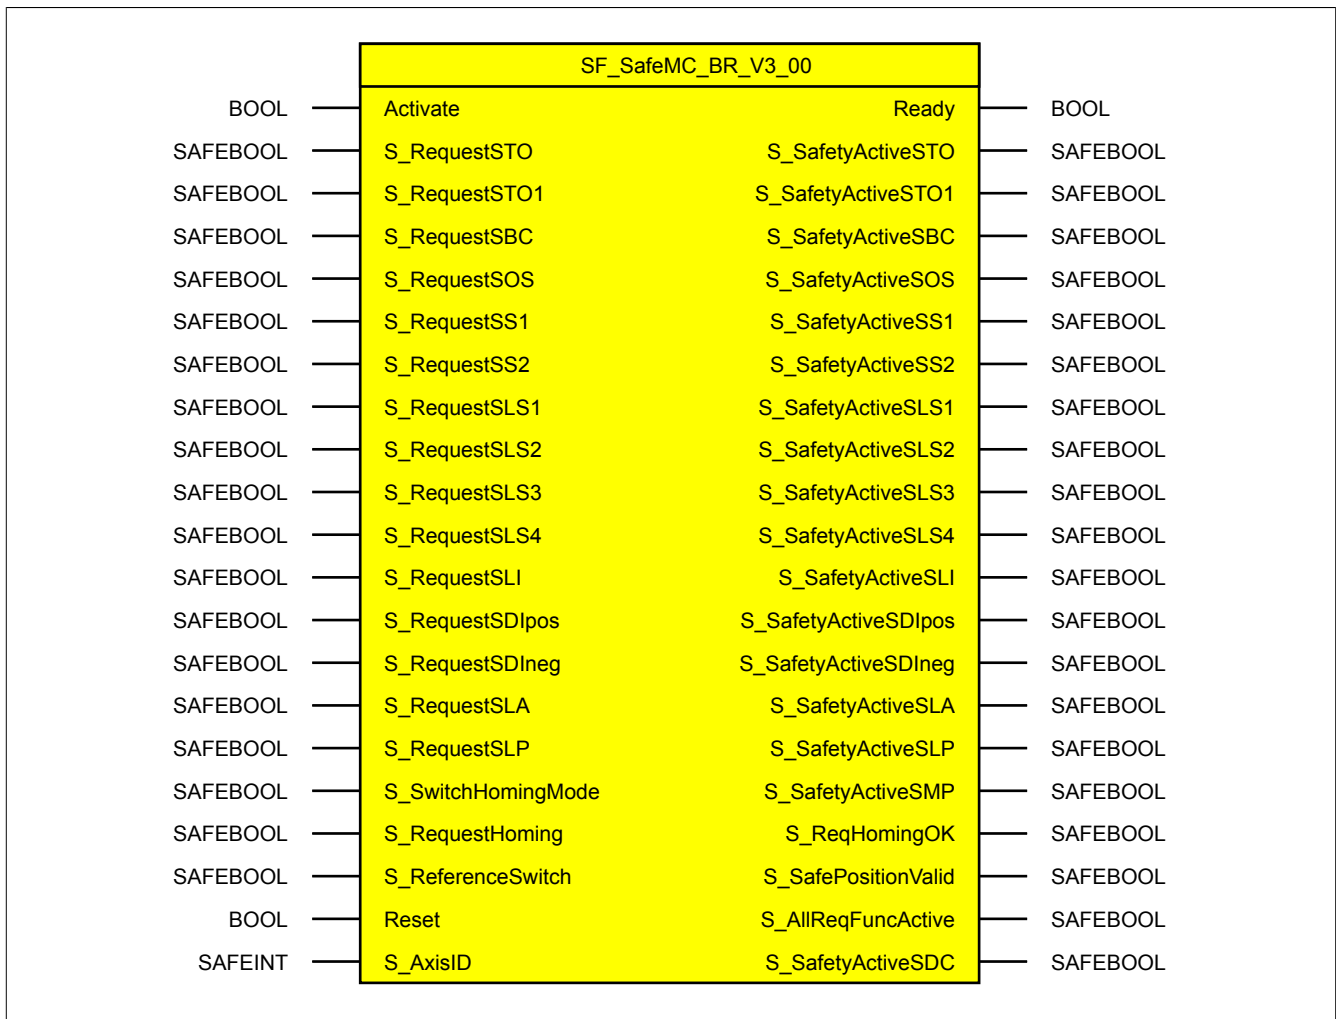 SF_SafeMC_BR_V3_00
BOOL Activate Ready BOOL
SAFEBOOL S_RequestSTO S_SafetyActiveSTO SAFEBOOL
SAFEBOOL S_RequestSTO1 S_SafetyActiveSTO1 SAFEBOOL
SAFEBOOL S_RequestSBC S_SafetyActiveSBC SAFEBOOL
SAFEBOOL S_RequestSOS S_SafetyActiveSOS SAFEBOOL
SAFEBOOL S_RequestSS1 S_SafetyActiveSS1 SAFEBOOL
SAFEBOOL S_RequestSS2 S_SafetyActiveSS2 SAFEBOOL
SAFEBOOL S_RequestSLS1 S_SafetyActiveSLS1 SAFEBOOL
SAFEBOOL S_RequestSLS2 S_SafetyActiveSLS2 SAFEBOOL
SAFEBOOL S_RequestSLS3 S_SafetyActiveSLS3 SAFEBOOL
SAFEBOOL S_RequestSLS4 S_SafetyActiveSLS4 SAFEBOOL
SAFEBOOL S_RequestSLI S_SafetyActiveSLI SAFEBOOL
SAFEBOOL S_RequestSDIpos S_SafetyActiveSDIpos SAFEBOOL
SAFEBOOL S_RequestSDIneg S_SafetyActiveSDIneg SAFEBOOL
SAFEBOOL S_RequestSLA S_SafetyActiveSLA SAFEBOOL
SAFEBOOL S_RequestSLP S_SafetyActiveSLP SAFEBOOL
SAFEBOOL S_SwitchHomingMode S_SafetyActiveSMP SAFEBOOL
SAFEBOOL S_RequestHoming S_ReqHomingOK SAFEBOOL
SAFEBOOL S_ReferenceSwitch S_SafePositionValid SAFEBOOL
BOOL Reset S_AllReqFuncActive SAFEBOOL
SAFEINT S_AxisID S_SafetyActiveSDC SAFEBOOL